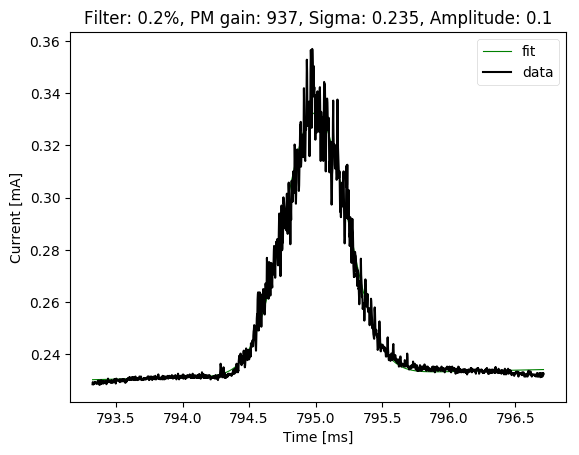 Filter: 0.2%, PM gain: 937, Sigma: 0.235, Amplitude: 0.1
fit
data
0.36
0.34
0.32
0.30
0.28
0.26
0.24
Current [mA]
793.5 794.0 794.5 795.0 795.5 796.0 796.5
Time [ms]